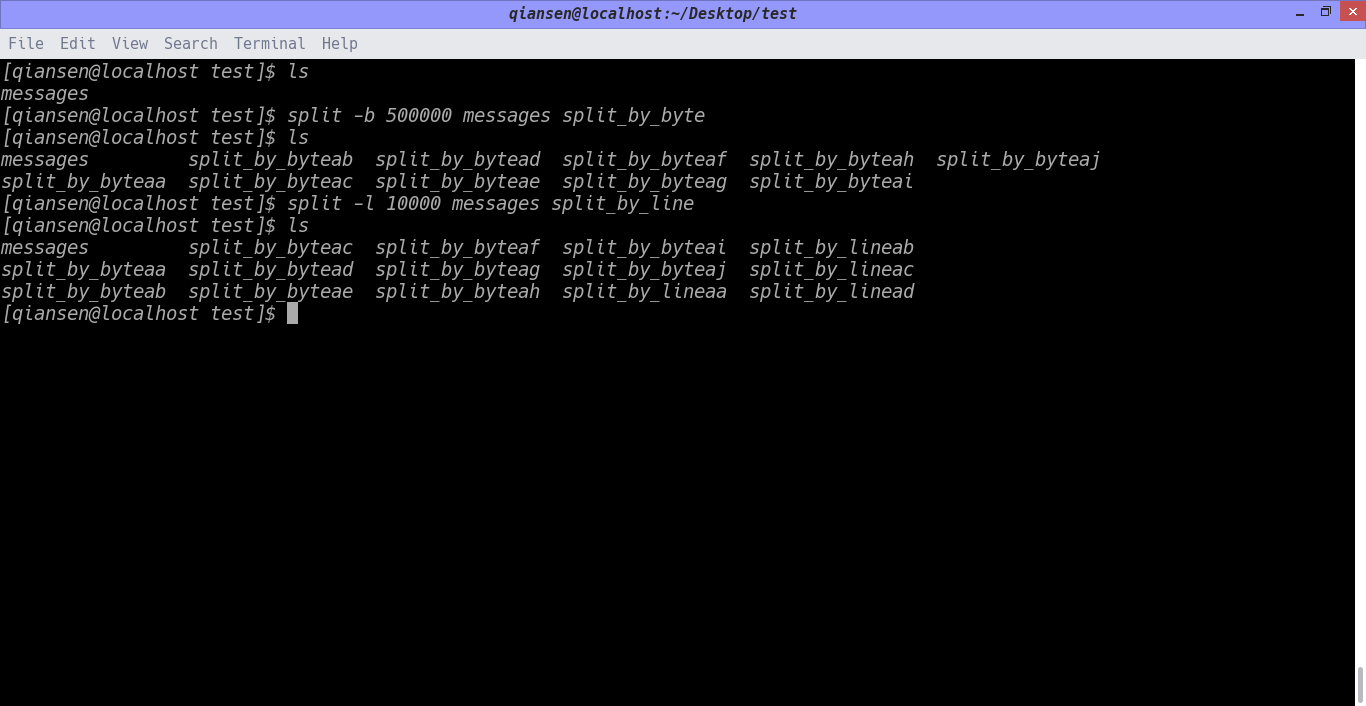 qiansen@localhost:~/Desktop/test
File Edit View Search Terminal Help
[qiansen@localhost test]$ ls
messages
[qiansen@localhost test]$ split -b 500000 messages split_by_byte
[qiansen@localhost test]$ ls
messages         split_by_byteab  split_by_bytead  split_by_byteaf  split_by_byteah  split_by_byteaj
split_by_byteaa  split_by_byteac  split_by_byteae  split_by_byteag  split_by_byteai
[qiansen@localhost test]$ split -l 10000 messages split_by_line
[qiansen@localhost test]$ ls
messages         split_by_byteac  split_by_byteaf  split_by_byteai  split_by_lineab
split_by_byteaa  split_by_bytead  split_by_byteag  split_by_byteaj  split_by_lineac
split_by_byteab  split_by_byteae  split_by_byteah  split_by_lineaa  split_by_linead
[qiansen@localhost test]$